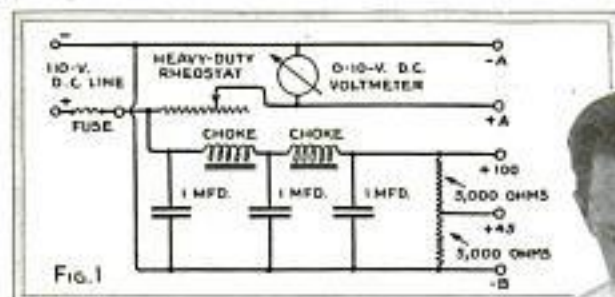 -
110-V.
D.C. LINE
+
FUSE
HEAVY-DUTY
RHEOSTAT
0-10-V. D.C.
VOLTMETER
-A
+A
CHOKE CHOKE
1 MFD. 1 MFD. 1 MFD.
+100
5,000 OHMS
+45
5,000 OHMS
-B
FIG.1